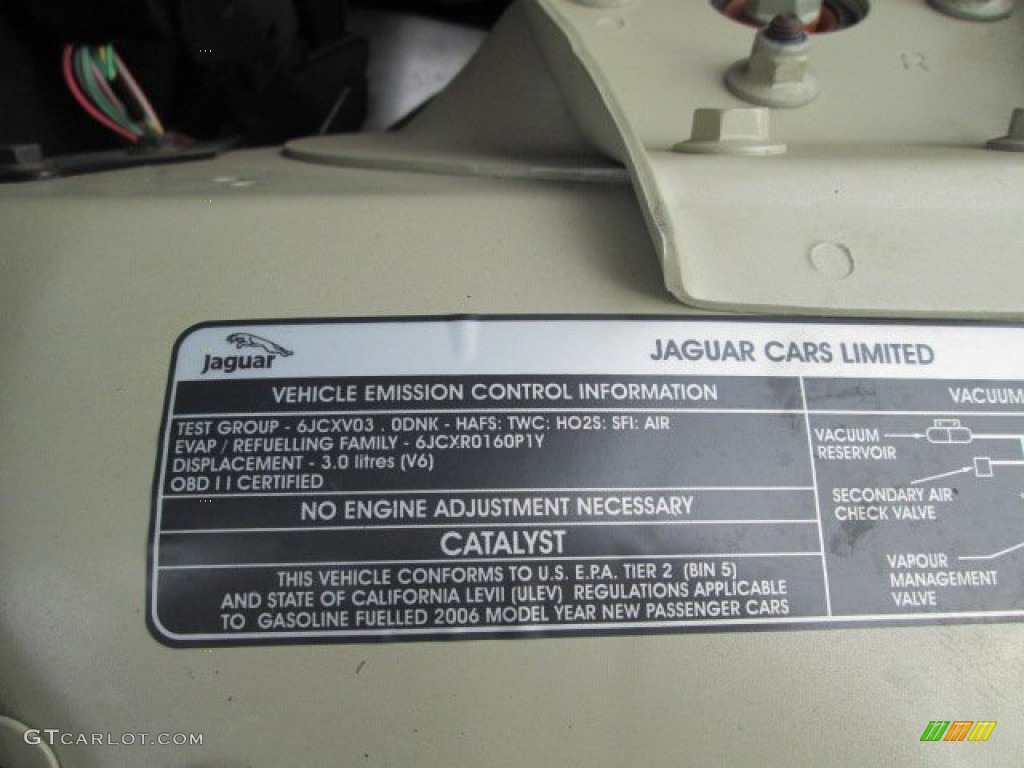 R
Jaguar
JAGUAR CARS LIMITED
VEHICLE EMISSION CONTROL INFORMATION
TEST GROUP - 6JCXV03 . 0DNK - HAFS: TWC: HO2S: SFI: AIR
EVAP / REFUELLING FAMILY - 6JCXR0160P1Y
DISPLACEMENT - 3.0 litres (V6)
OBD I I CERTIFIED
NO ENGINE ADJUSTMENT NECESSARY
CATALYST
THIS VEHICLE CONFORMS TO U.S. E.P.A. TIER 2 (BIN 5)
AND STATE OF CALIFORNIA LEVII (ULEV) REGULATIONS APPLICABLE
TO GASOLINE FUELLED 2006 MODEL YEAR NEW PASSENGER CARS
VACUUM
VACUUM
RESERVOIR
SECONDARY AIR
CHECK VALVE
VAPOUR
MANAGEMENT
VALVE
GTCARLOT.COM